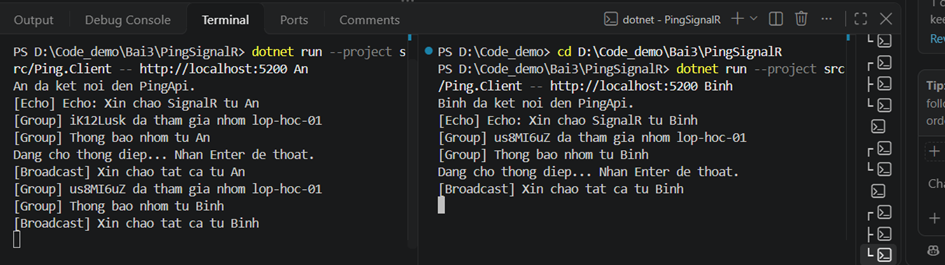 Output Debug Console Terminal Ports Comments
dotnet - PingSignalR
PS D:\Code_demo\Bai3\PingSignalR> dotnet run --project s
rc/Ping.Client -- http://localhost:5200 An
An da ket noi den PingApi.
[Echo] Echo: Xin chao SignalR tu An
[Group] iK12Lusk da tham gia nhom lop-hoc-01
[Group] Thong bao nhom tu An
Dang cho thong diep... Nhan Enter de thoat.
[Broadcast] Xin chao tat ca tu An
[Group] us8MI6uZ da tham gia nhom lop-hoc-01
[Group] Thong bao nhom tu Binh
[Broadcast] Xin chao tat ca tu Binh
PS D:\Code_demo> cd D:\Code_demo\Bai3\PingSignalR
PS D:\Code_demo\Bai3\PingSignalR> dotnet run --project src
/Ping.Client -- http://localhost:5200 Binh
Binh da ket noi den PingApi.
[Echo] Echo: Xin chao SignalR tu Binh
[Group] us8MI6uZ da tham gia nhom lop-hoc-01
[Group] Thong bao nhom tu Binh
Dang cho thong diep... Nhan Enter de thoat.
[Broadcast] Xin chao tat ca tu Binh
kee
Rev
Tip:
follo
orde
Cha